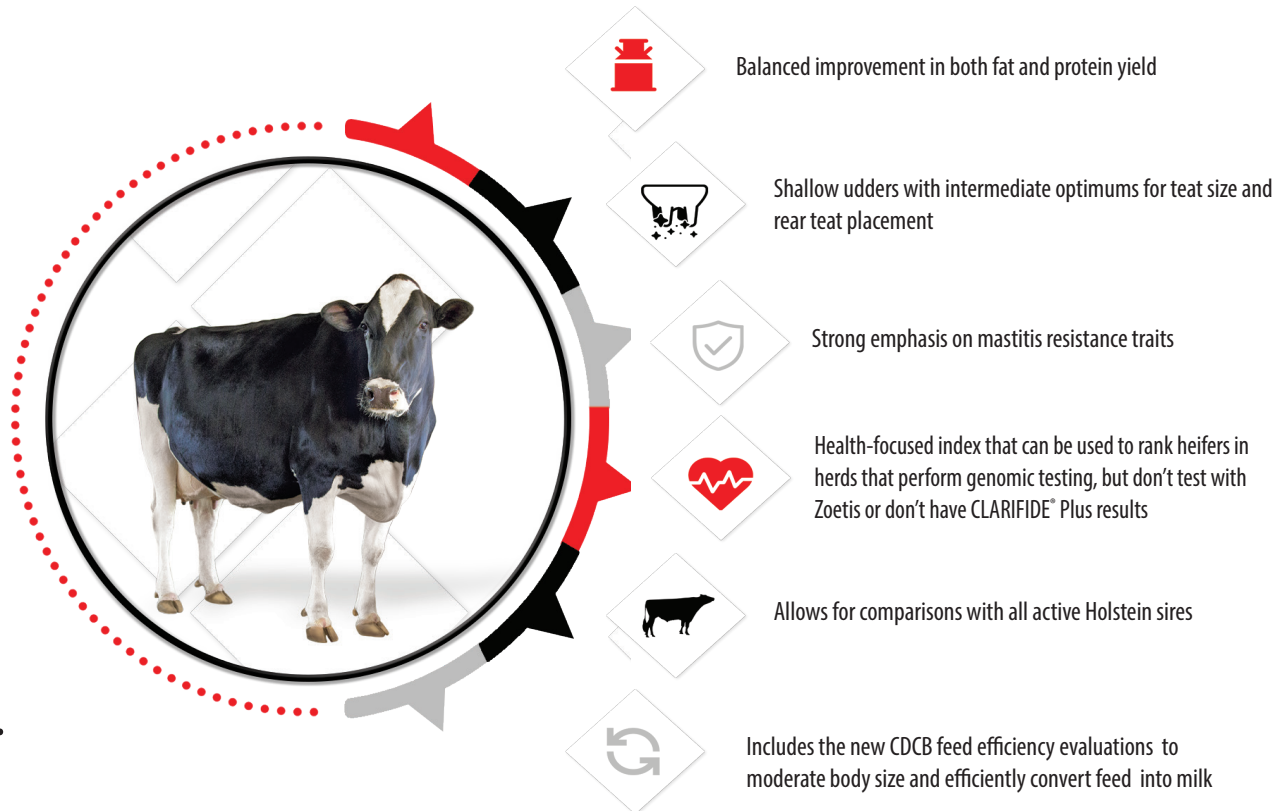 Balanced improvement in both fat and protein yield
Shallow udders with intermediate optimums for teat size and
rear teat placement
Strong emphasis on mastitis resistance traits
Health-focused index that can be used to rank heifers in
herds that perform genomic testing, but don’t test with
Zoetis or don’t have CLARIFIDE® Plus results
Allows for comparisons with all active Holstein sires
Includes the new CDCB feed efficiency evaluations to
moderate body size and efficiently convert feed into milk